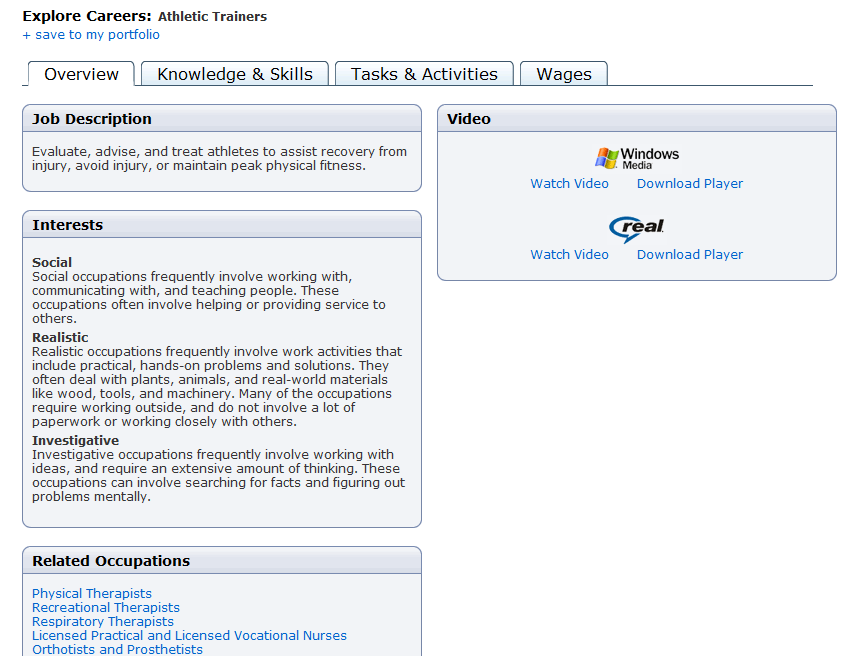 Explore Careers: Athletic Trainers
+ save to my portfolio
Overview
Knowledge & Skills
Tasks & Activities
Wages
Job Description
Evaluate, advise, and treat athletes to assist recovery from
injury, avoid injury, or maintain peak physical fitness.
Interests
Social
Social occupations frequently involve working with,
communicating with, and teaching people. These
occupations often involve helping or providing service to
others.
Realistic
Realistic occupations frequently involve work activities that
include practical, hands-on problems and solutions. They
often deal with plants, animals, and real-world materials
like wood, tools, and machinery. Many of the occupations
require working outside, and do not involve a lot of
paperwork or working closely with others.
Investigative
Investigative occupations frequently involve working with
ideas, and require an extensive amount of thinking. These
occupations can involve searching for facts and figuring out
problems mentally.
Related Occupations
Physical Therapists
Recreational Therapists
Respiratory Therapists
Licensed Practical and Licensed Vocational Nurses
Orthotists and Prosthetists
Video
Windows
Media
Watch Video Download Player
real
Watch Video Download Player